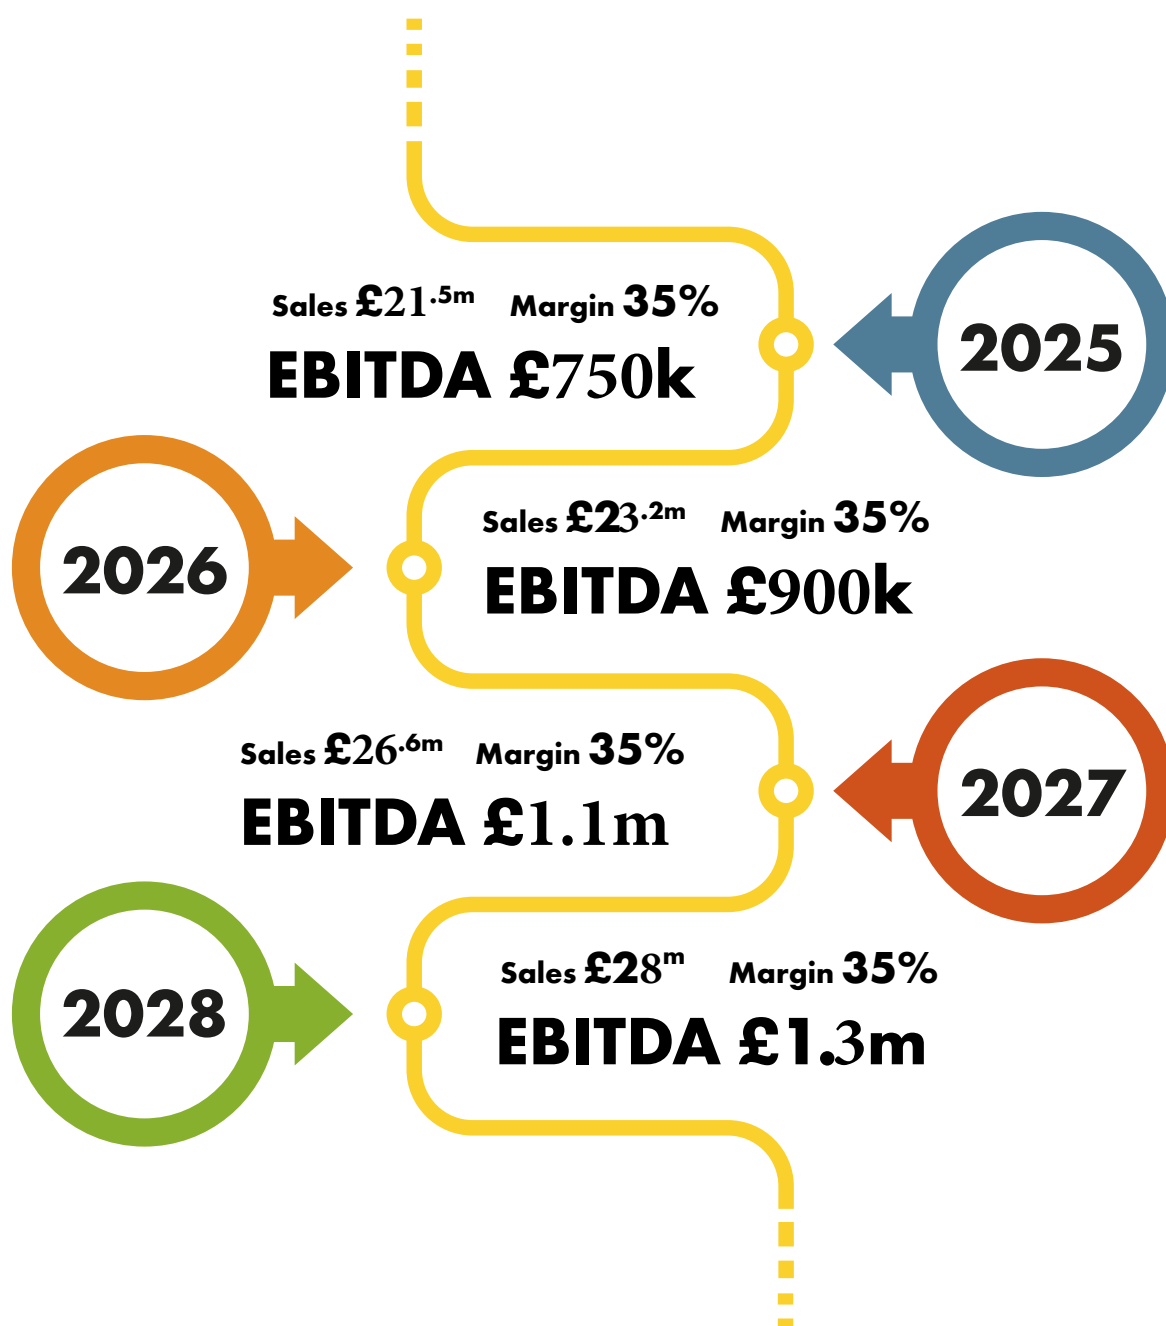 Sales £21.5m Margin 35%
EBITDA £750k
2025
2026
Sales £23.2m Margin 35%
EBITDA £900k
Sales £26.6m Margin 35%
EBITDA £1.1m
2027
2028
Sales £28m Margin 35%
EBITDA £1.3m